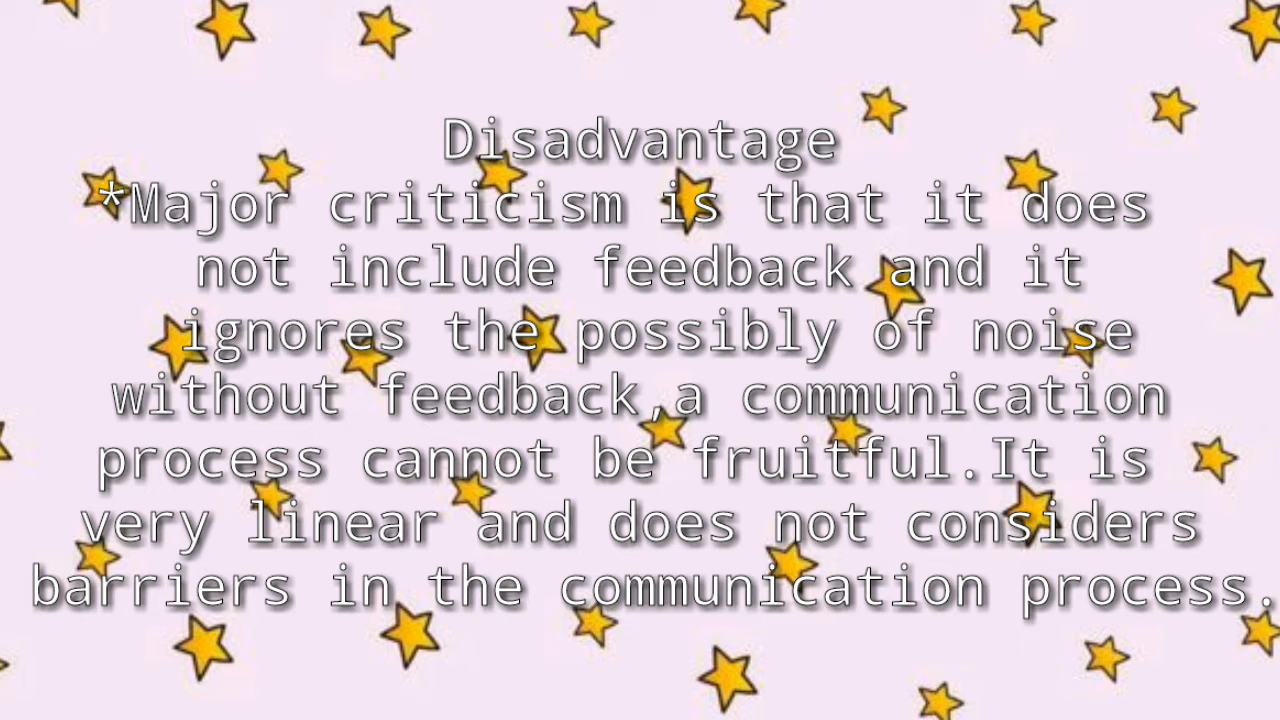 Disadvantage
*Major criticism is that it does
not include feedback and it
ignores the possibly of noise
without feedback,a communication
process cannot be fruitful.It is
very linear and does not considers
barriers in the communication process.